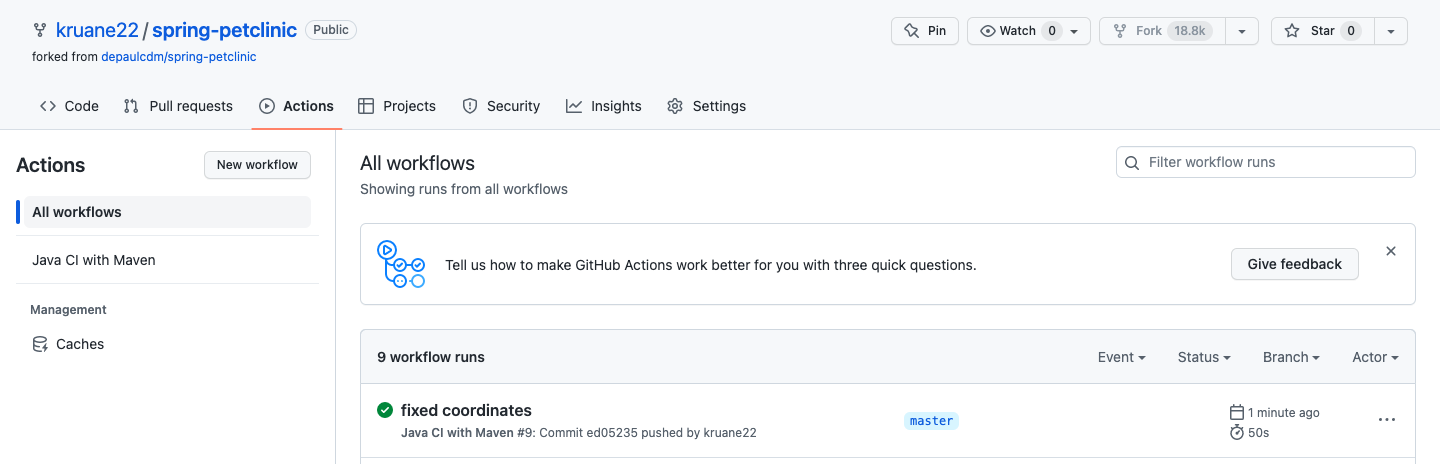 kruane22 / spring-petclinic Public
Pin
Watch 0
Fork 18.8k
Star 0
forked from depaulcdm/spring-petclinic
Code
Pull requests
Actions
Projects
Security
Insights
Settings
Actions
New workflow
All workflows
Java CI with Maven
Management
Caches
All workflows
Showing runs from all workflows
Filter workflow runs
Tell us how to make GitHub Actions work better for you with three quick questions.
Give feedback
9 workflow runs
Event
Status
Branch
Actor
fixed coordinates
Java CI with Maven #9: Commit ed05235 pushed by kruane22
master
1 minute ago
50s